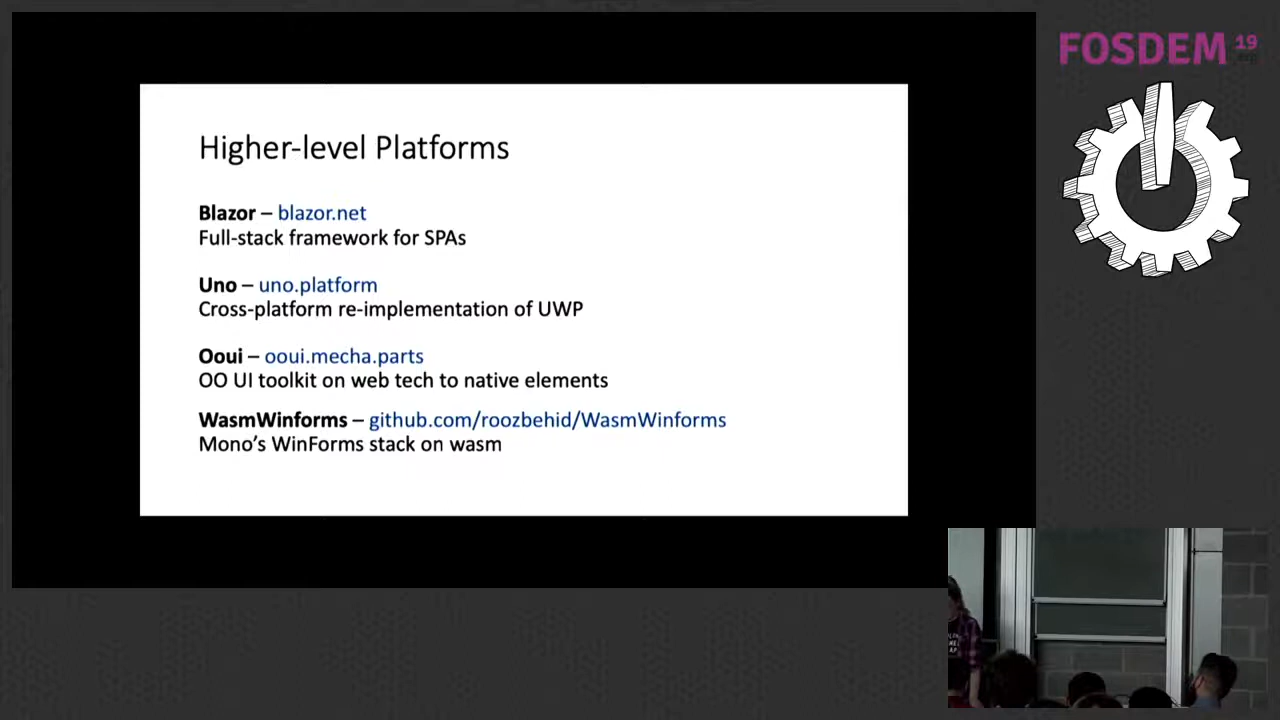 FOSDEM 19
.org
Higher-level Platforms
Blazor – blazor.net
Full-stack framework for SPAs
Uno – uno.platform
Cross-platform re-implementation of UWP
Ooui – ooui.mecha.parts
OO UI toolkit on web tech to native elements
WasmWinforms – github.com/roozbehid/WasmWinforms
Mono’s WinForms stack on wasm